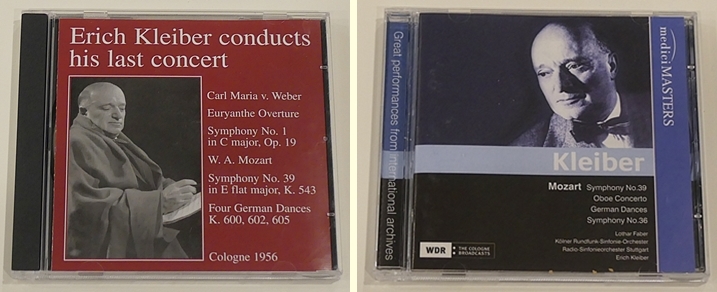 Erich Kleiber conducts
his last concert
Carl Maria v. Weber
Euryanthe Overture
Symphony No. 1
in C major, Op. 19
W. A. Mozart
Symphony No. 39
in E flat major, K. 543
Four German Dances
K. 600, 602, 605
Cologne 1956
Great performances from international archives
mediciMASTERS
Kleiber
Mozart Symphony No.39
Oboe Concerto
German Dances
Symphony No.36
Lothar Faber
Kölner Rundfunk-Sinfonie-Orchester
Radio-Sinfonieorchester Stuttgart
Erich Kleiber
WDR THE COLOGNE
BROADCASTS